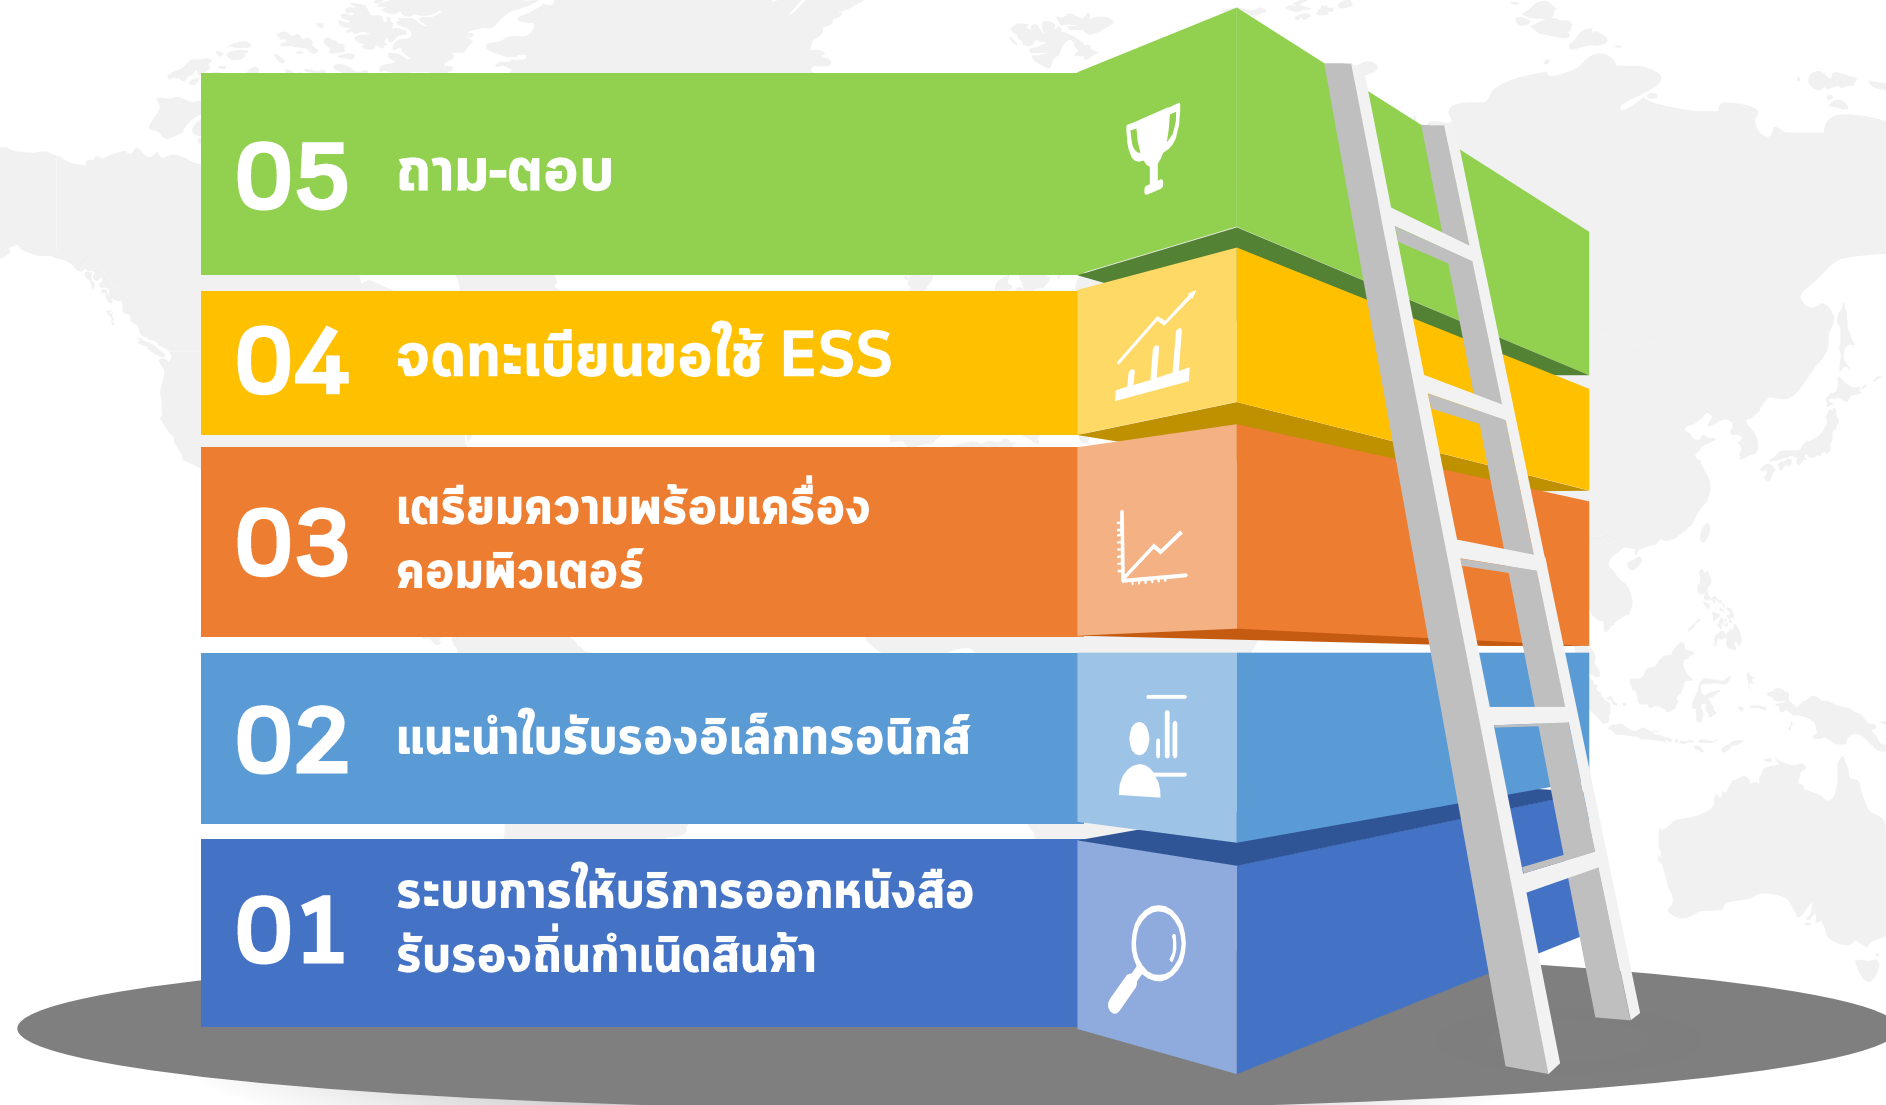 05 ถาม-ตอบ
04 จดทะเบียนขอใช้ ESS
03 เตรียมความพร้อมเครื่อง
คอมพิวเตอร์
02 แนะนำใบรับรองอิเล็กทรอนิกส์
01 ระบบการให้บริการออกหนังสือ
รับรองถิ่นกำเนิดสินค้า